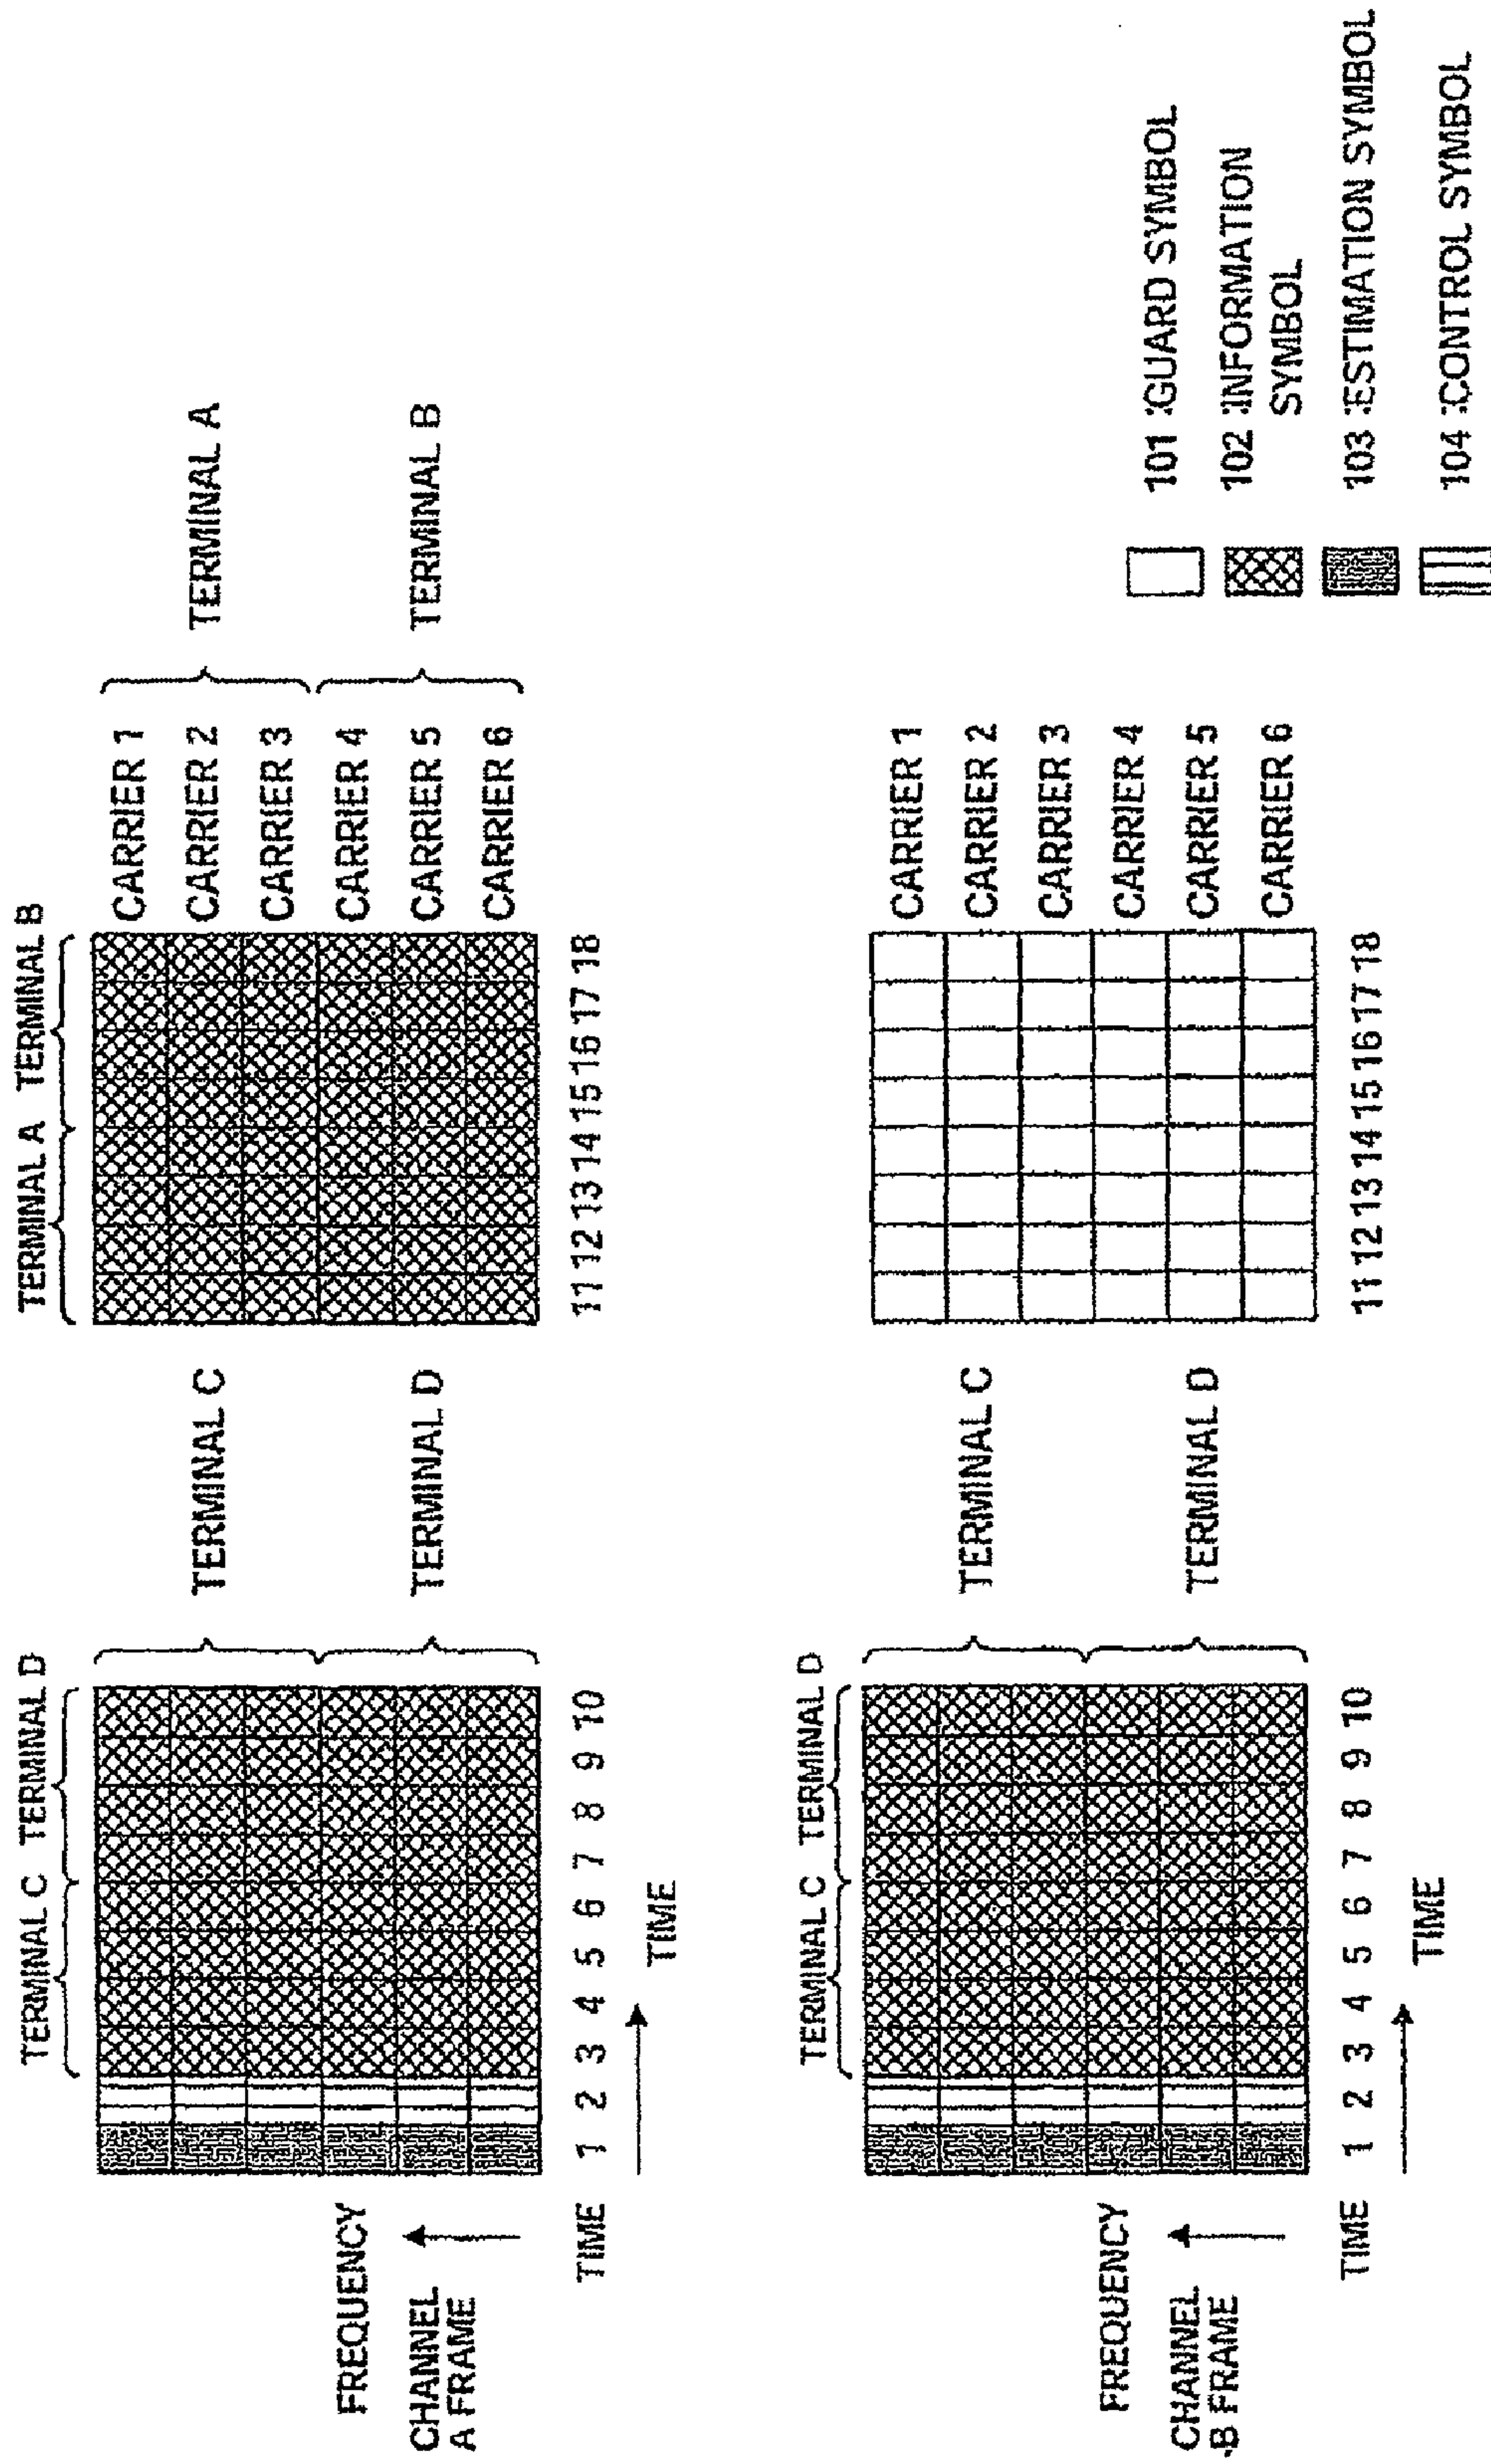 TERMINAL C TERMINAL D
TERMINAL A TERMINAL B
FREQUENCY
CHANNEL
A FRAME
TERMINAL C
TERMINAL D
CARRIER 1
CARRIER 2
CARRIER 3
CARRIER 4
CARRIER 5
CARRIER 6
TERMINAL A
TERMINAL B
TIME 1 2 3 4 5 6 7 8 9 10
11 12 13 14 15 16 17 18
TIME
TERMINAL C TERMINAL D
FREQUENCY
CHANNEL
B FRAME
TERMINAL C
TERMINAL D
CARRIER 1
CARRIER 2
CARRIER 3
CARRIER 4
CARRIER 5
CARRIER 6
TIME 1 2 3 4 5 6 7 8 9 10
11 12 13 14 15 16 17 18
TIME
101 :GUARD SYMBOL
102 :INFORMATION
SYMBOL
103 :ESTIMATION SYMBOL
104 :CONTROL SYMBOL